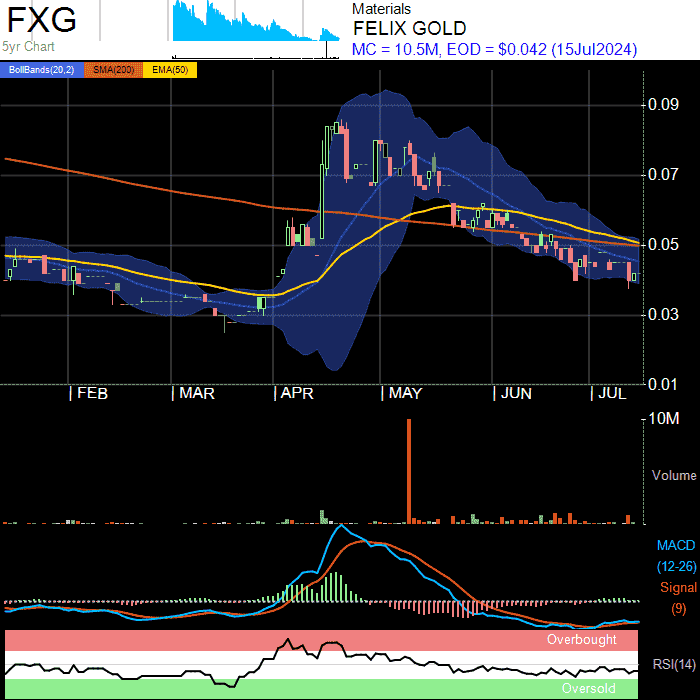 FXG
5yr Chart
Materials
FELIX GOLD
MC = 10.5M, EOD = $0.042 (15Jul2024)
BollBands(20,2) SMA(200) EMA(50)
0.09
0.07
0.05
0.03
0.01
FEB MAR APR MAY JUN JUL
10M
Volume
MACD
(12-26)
Signal
(9)
Overbought
RSI(14)
Oversold